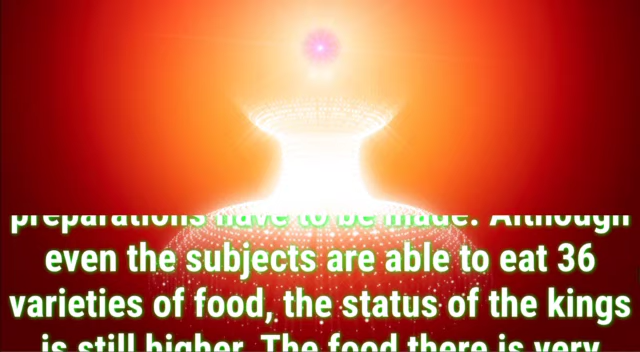 preparations have to be made. Although
even the subjects are able to eat 36
varieties of food, the status of the kings
is still higher. The food there is very